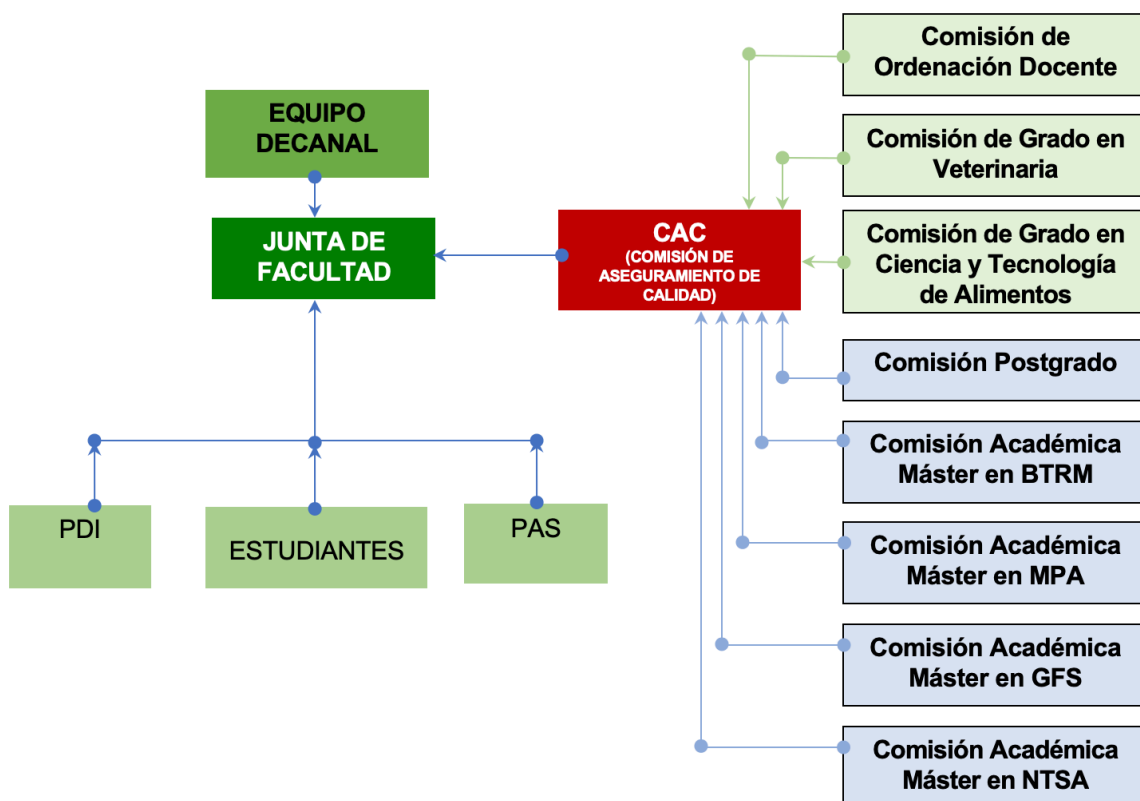 EQUIPO
DECANAL
JUNTA DE
FACULTAD
PDI
ESTUDIANTES
PAS
CAC
(COMISIÓN DE
ASEGURAMIENTO DE
CALIDAD)
Comisión de
Ordenación Docente
Comisión de Grado en
Veterinaria
Comisión de Grado en
Ciencia y Tecnología
de Alimentos
Comisión Postgrado
Comisión Académica
Máster en BTRM
Comisión Académica
Máster en MPA
Comisión Académica
Máster en GFS
Comisión Académica
Máster en NTSA